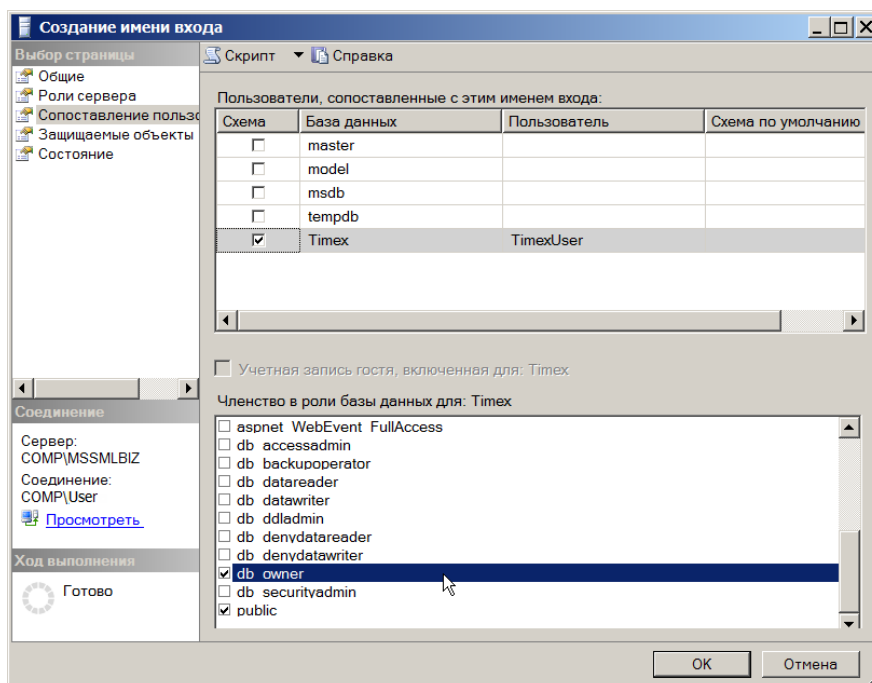 Создание имени входа
Выбор страницы
Скрипт Справка
Общие
Роли сервера
Сопоставление пользо
Защищаемые объекты
Состояние
Пользователи, сопоставленные с этим именем входа:
Схема База данных Пользователь Схема по умолчанию
master
model
msdb
tempdb
Timex TimexUser
Учетная запись гостя, включенная для: Timex
Членство в роли базы данных для: Timex
aspnet_WebEvent_FullAccess
db_accessadmin
db_backupoperator
db_datareader
db_datawriter
db_ddladmin
db_denydatareader
db_denydatawriter
db_owner
db_securityadmin
public
Соединение
Сервер:
COMP\MSSMLBIZ
Соединение:
COMP\User
Просмотреть
Ход выполнения
Готово
OK Отмена